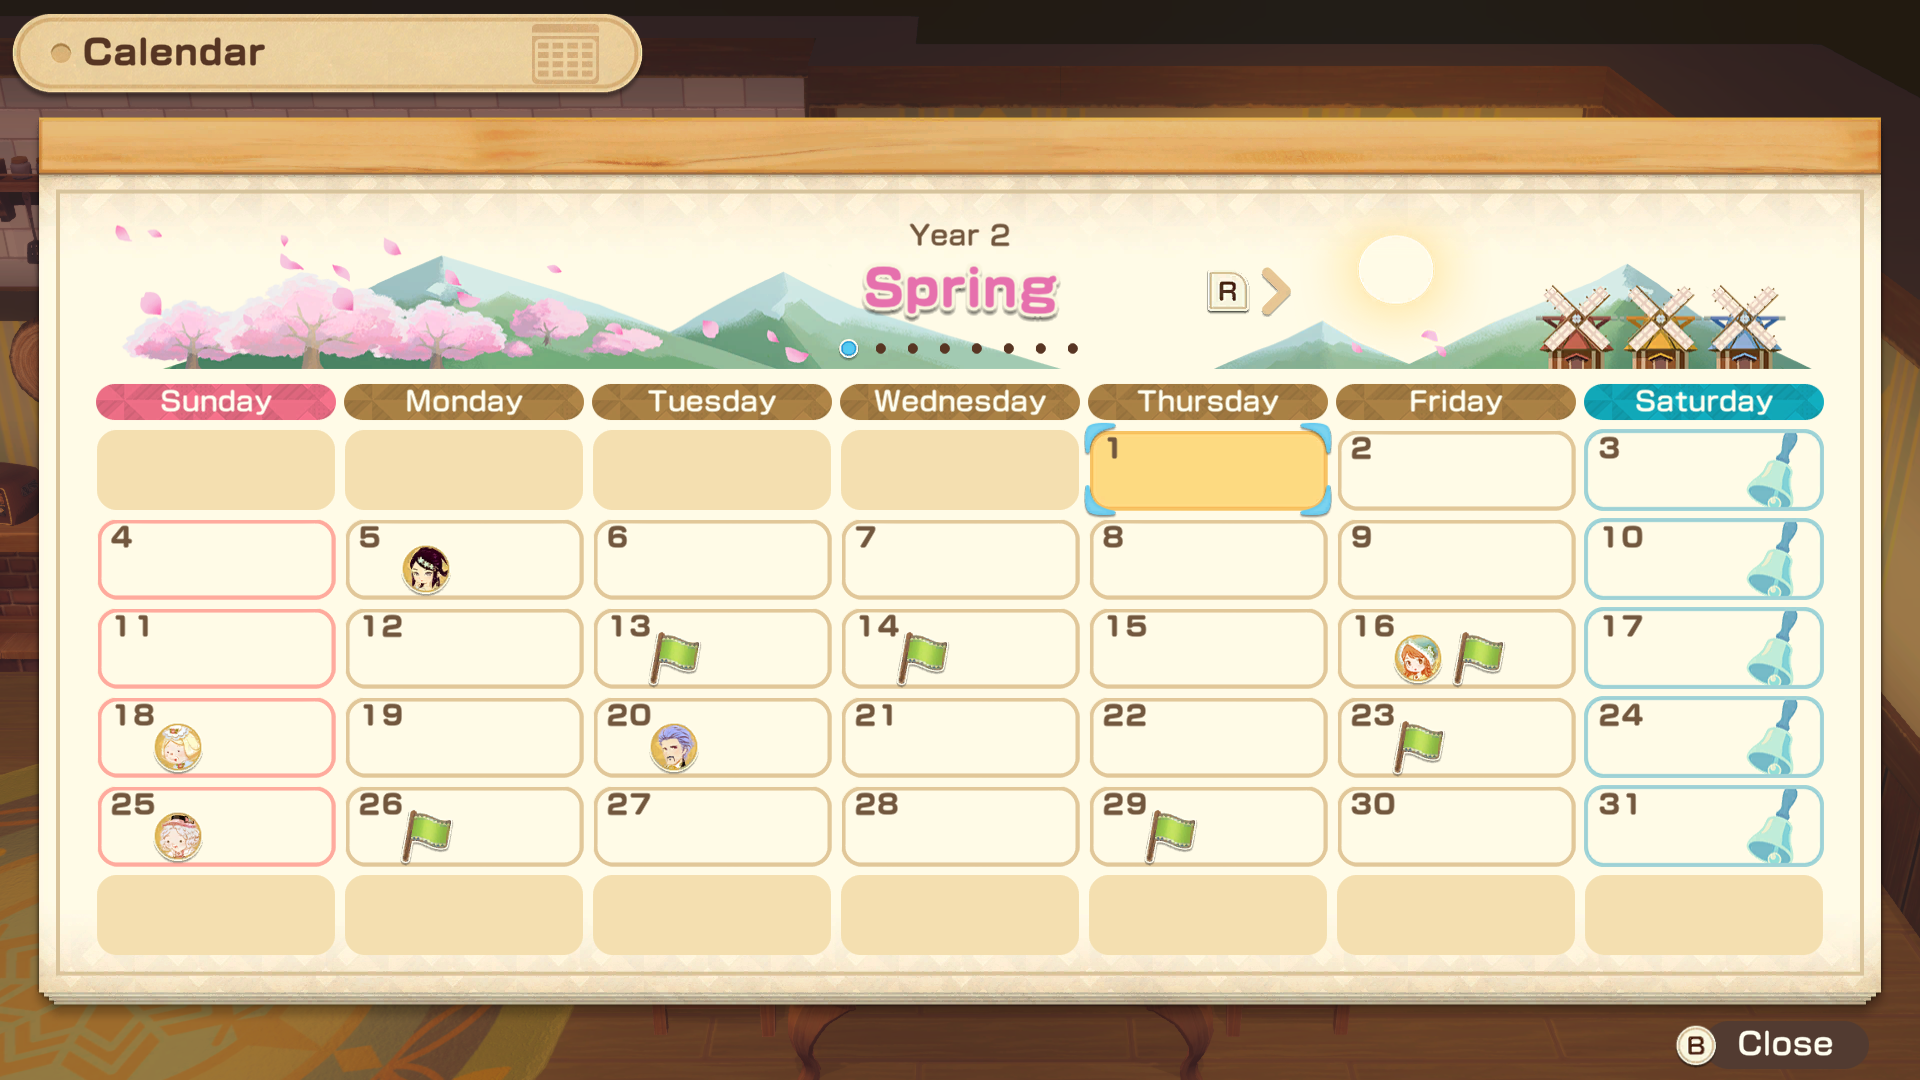 Calendar
Year 2
Spring
R
Sunday Monday Tuesday Wednesday Thursday Friday Saturday
1 2 3
4 5 6 7 8 9 10
11 12 13 14 15 16 17
18 19 20 21 22 23 24
25 26 27 28 29 30 31
B Close